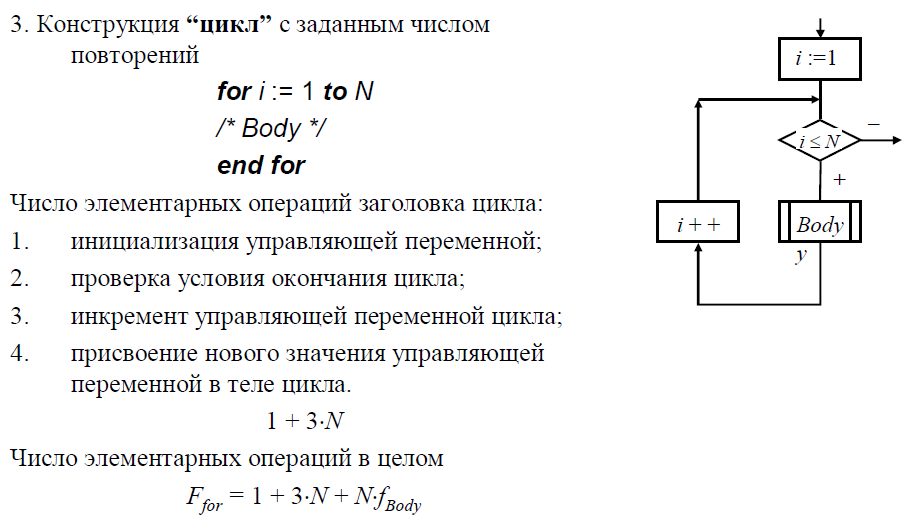 3. Конструкция “цикл” с заданным числом
повторений
for i := 1 to N
/* Body */
end for
Число элементарных операций заголовка цикла:
1. инициализация управляющей переменной;
2. проверка условия окончания цикла;
3. инкремент управляющей переменной цикла;
4. присвоение нового значения управляющей
переменной в теле цикла.
1 + 3·N
Число элементарных операций в целом
F_for = 1 + 3·N + N·f_Body
i :=1
i ≤ N
–
+
i + +
Body
y